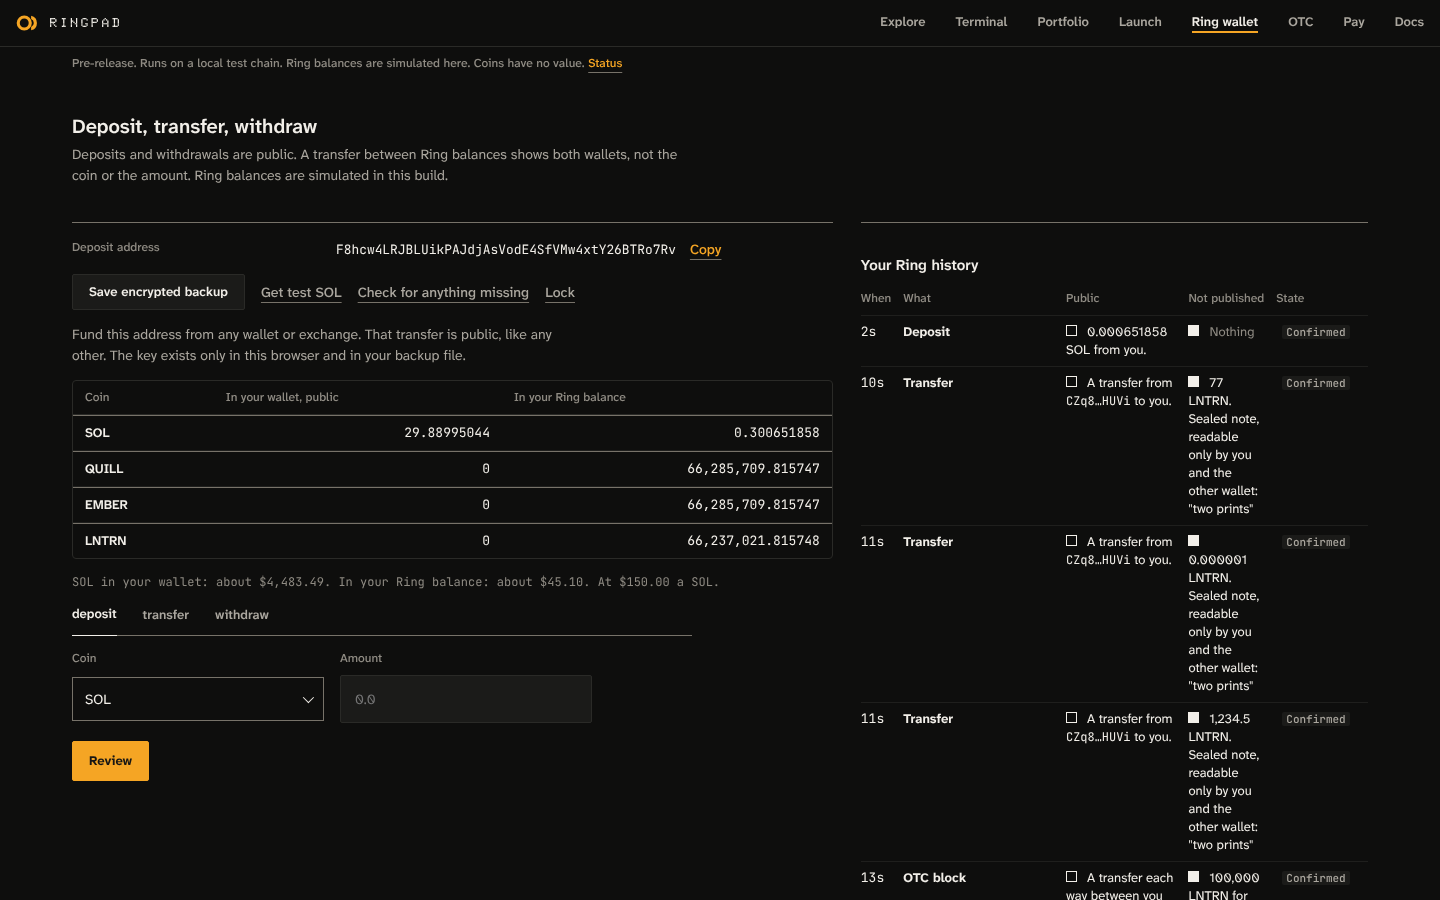 RINGPAD
Explore
Terminal
Portfolio
Launch
Ring wallet
OTC
Pay
Docs
Pre-release. Runs on a local test chain. Ring balances are simulated here. Coins have no value. Status
Deposit, transfer, withdraw
Deposits and withdrawals are public. A transfer between Ring balances shows both wallets, not the
coin or the amount. Ring balances are simulated in this build.
Deposit address
F8hcw4LRJBLUikPAJdjAsVodE4SfVMw4xtY26BTRo7Rv
Copy
Save encrypted backup
Get test SOL
Check for anything missing
Lock
Fund this address from any wallet or exchange. That transfer is public, like any
other. The key exists only in this browser and in your backup file.
Coin
In your wallet, public
In your Ring balance
SOL
29.88995044
0.300651858
QUILL
0
66,285,709.815747
EMBER
0
66,285,709.815747
LNTRN
0
66,237,021.815748
SOL in your wallet: about $4,483.49. In your Ring balance: about $45.10. At $150.00 a SOL.
deposit
transfer
withdraw
Coin
Amount
SOL
0.0
Review
Your Ring history
When
What
Public
Not published
State
2s
Deposit
0.000651858
SOL from you.
Nothing
Confirmed
10s
Transfer
A transfer from
CZq8…HUVi to you.
77
LNTRN.
Sealed note,
readable
only by you
and the
other wallet:
"two prints"
Confirmed
11s
Transfer
A transfer from
CZq8…HUVi to you.
0.000001
LNTRN.
Sealed note,
readable
only by you
and the
other wallet:
"two prints"
Confirmed
11s
Transfer
A transfer from
CZq8…HUVi to you.
1,234.5
LNTRN.
Sealed note,
readable
only by you
and the
other wallet:
"two prints"
Confirmed
13s
OTC block
A transfer each
way between you
100,000
LNTRN for
Confirmed